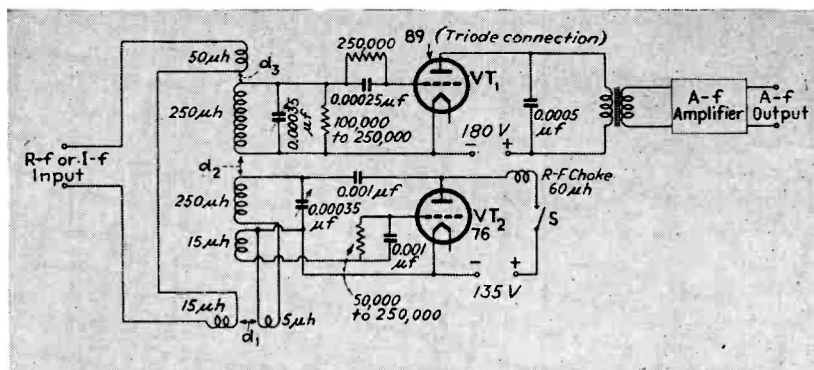 50μh
d3
250μh
d2
250μh
15μh
15μh
d1
5μh
R-f or I-f
Input
250,000
0.00025μf
0.00035
μf
100,000
to 250,000
89 (Triode connection)
VT1
180 V
- +
0.0005
μf
A-f
Amplifier
A-f
Output
0.001μf
0.00035
μf
R-F Choke
60μh
S
VT2
76
0.001
μf
50,000
to 250,000
- +
135 V